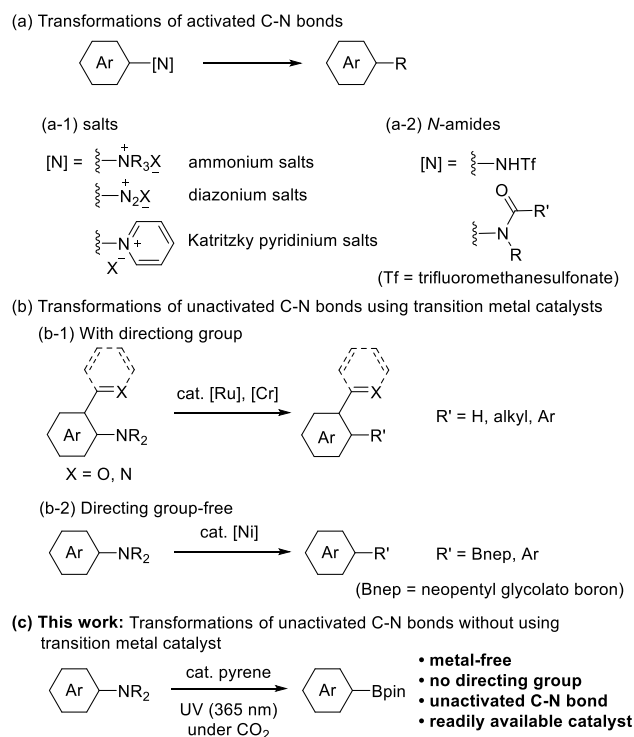 (a) Transformations of activated C-N bonds
Ar [N] Ar R
(a-1) salts (a-2) N-amides
[N] = +NR3X− ammonium salts [N] = NHTf
+N2X− diazonium salts
O R'
N+ Katritzky pyridinium salts N
X− R
(Tf = trifluoromethanesulfonate)
(b) Transformations of unactivated C-N bonds using transition metal catalysts
(b-1) With directiong group
X cat. [Ru], [Cr] X
Ar NR2 Ar R' R' = H, alkyl, Ar
X = O, N
(b-2) Directing group-free
cat. [Ni]
Ar NR2 Ar R' R' = Bnep, Ar
(Bnep = neopentyl glycolato boron)
(c) This work: Transformations of unactivated C-N bonds without using
transition metal catalyst
cat. pyrene
Ar NR2 Ar Bpin
UV (365 nm)
under CO2
• metal-free
• no directing group
• unactivated C-N bond
• readily available catalyst